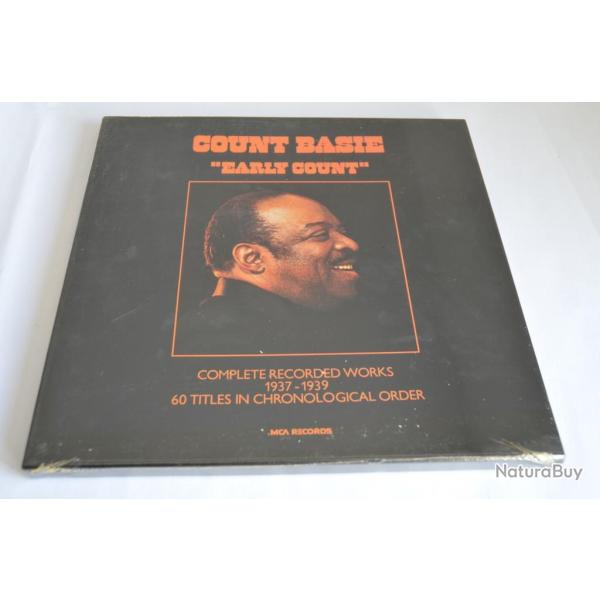 COUNT BASIE
"EARLY COUNT"
COMPLETE RECORDED WORKS
1937-1939
60 TITLES IN CHRONOLOGICAL ORDER
MCA RECORDS
NaturaBuy